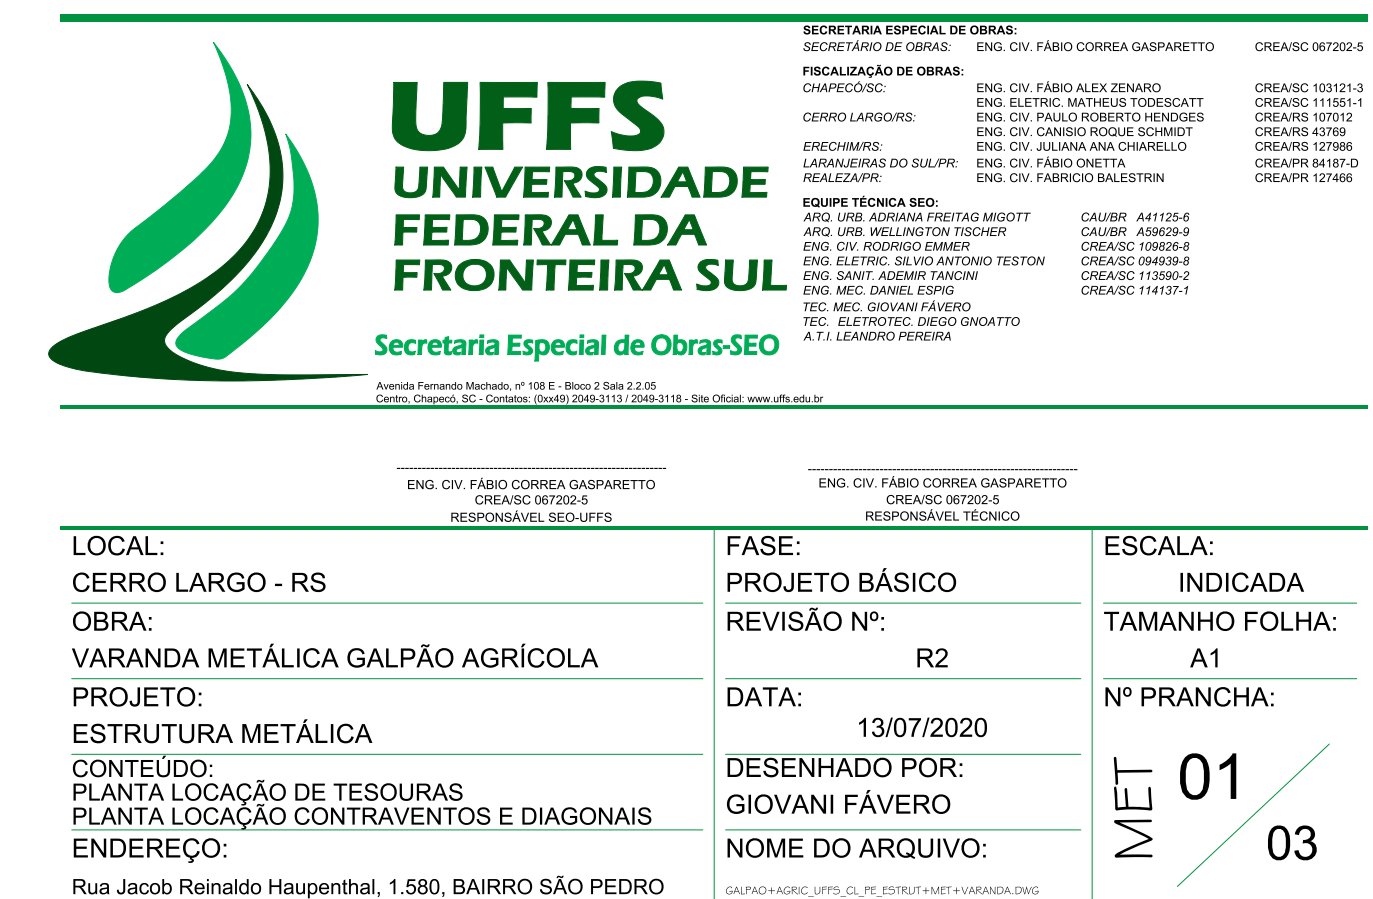 UFFS
UNIVERSIDADE
FEDERAL DA
FRONTEIRA SUL
Secretaria Especial de Obras-SEO
Avenida Fernando Machado, nº 108 E - Bloco 2 Sala 2.2.05
Centro, Chapecó, SC - Contatos: (0xx49) 2049-3113 / 2049-3118 - Site Oficial: www.uffs.edu.br
SECRETARIA ESPECIAL DE OBRAS:
SECRETÁRIO DE OBRAS: ENG. CIV. FÁBIO CORREA GASPARETTO CREA/SC 067202-5
FISCALIZAÇÃO DE OBRAS:
CHAPECÓ/SC: ENG. CIV. FÁBIO ALEX ZENARO CREA/SC 103121-3
ENG. ELETRIC. MATHEUS TODESCATT CREA/SC 111551-1
CERRO LARGO/RS: ENG. CIV. PAULO ROBERTO HENDGES CREA/RS 107012
ENG. CIV. CANISIO ROQUE SCHMIDT CREA/RS 43769
ERECHIM/RS: ENG. CIV. JULIANA ANA CHIARELLO CREA/RS 127986
LARANJEIRAS DO SUL/PR: ENG. CIV. FÁBIO ONETTA CREA/PR 84187-D
REALEZA/PR: ENG. CIV. FABRICIO BALESTRIN CREA/PR 127466
EQUIPE TÉCNICA SEO:
ARQ. URB. ADRIANA FREITAG MIGOTT CAU/BR A41125-6
ARQ. URB. WELLINGTON TISCHER CAU/BR A59629-9
ENG. CIV. RODRIGO EMMER CREA/SC 109826-8
ENG. ELETRIC. SILVIO ANTONIO TESTON CREA/SC 094939-8
ENG. SANIT. ADEMIR TANCINI CREA/SC 113590-2
ENG. MEC. DANIEL ESPIG CREA/SC 114137-1
TEC. MEC. GIOVANI FÁVERO
TEC. ELETROTEC. DIEGO GNOATTO
A.T.I. LEANDRO PEREIRA
ENG. CIV. FÁBIO CORREA GASPARETTO
CREA/SC 067202-5
RESPONSÁVEL SEO-UFFS
ENG. CIV. FÁBIO CORREA GASPARETTO
CREA/SC 067202-5
RESPONSÁVEL TÉCNICO
LOCAL:
CERRO LARGO - RS
OBRA:
VARANDA METÁLICA GALPÃO AGRÍCOLA
PROJETO:
ESTRUTURA METÁLICA
CONTEÚDO:
PLANTA LOCAÇÃO DE TESOURAS
PLANTA LOCAÇÃO CONTRAVENTOS E DIAGONAIS
ENDEREÇO:
Rua Jacob Reinaldo Haupenthal, 1.580, BAIRRO SÃO PEDRO
FASE:
PROJETO BÁSICO
REVISÃO Nº:
R2
DATA:
13/07/2020
DESENHADO POR:
GIOVANI FÁVERO
NOME DO ARQUIVO:
GALPAO+AGRIC_UFFS_CL_PE_ESTRUT+MET+VARANDA.DWG
ESCALA:
INDICADA
TAMANHO FOLHA:
A1
Nº PRANCHA:
MET
01
03